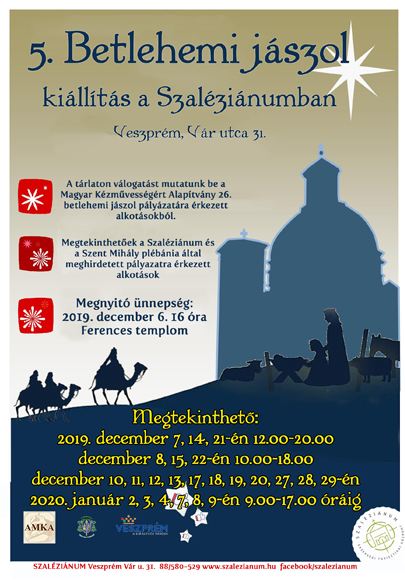 5. Betlehemi jászol
kiállítás a Szaléziánumban
Veszprém, Vár utca 31.
A tárlaton válogatást mutatunk be a
Magyar Kézművességért Alapítvány 26.
betlehemi jászol pályázatára érkezett
alkotásokból.
Megtekinthetőek a Szaléziánum és
a Szent Mihály plébánia által
meghirdetett pályazatra érkezett
alkotások
Megnyitó ünnepség:
2019. december 6. 16 óra
Ferences templom
Megtekinthető:
2019. december 7, 14, 21-én 12.00-20.00
december 8, 15, 22-én 10.00-18.00
december 10, 11, 12, 13, 17, 18, 19, 20, 27, 28, 29-én
2020. január 2, 3, 4, 7, 8, 9-én 9.00-17.00 óráig
AMKA
VESZPRÉM
SZALÉZIÁNUM
SZALÉZIÁNUM Veszprém Vár u. 31. 88/580-529 www.szalezianum.hu facebook/szalezianum